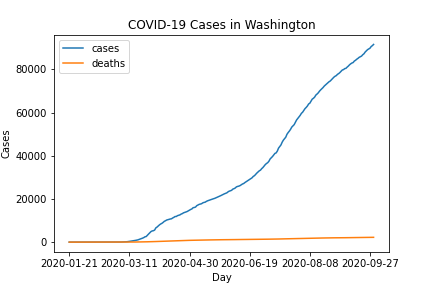 COVID-19 Cases in Washington
cases
deaths
Cases
80000
60000
40000
20000
0
2020-01-21 2020-03-11 2020-04-30 2020-06-19 2020-08-08 2020-09-27
Day